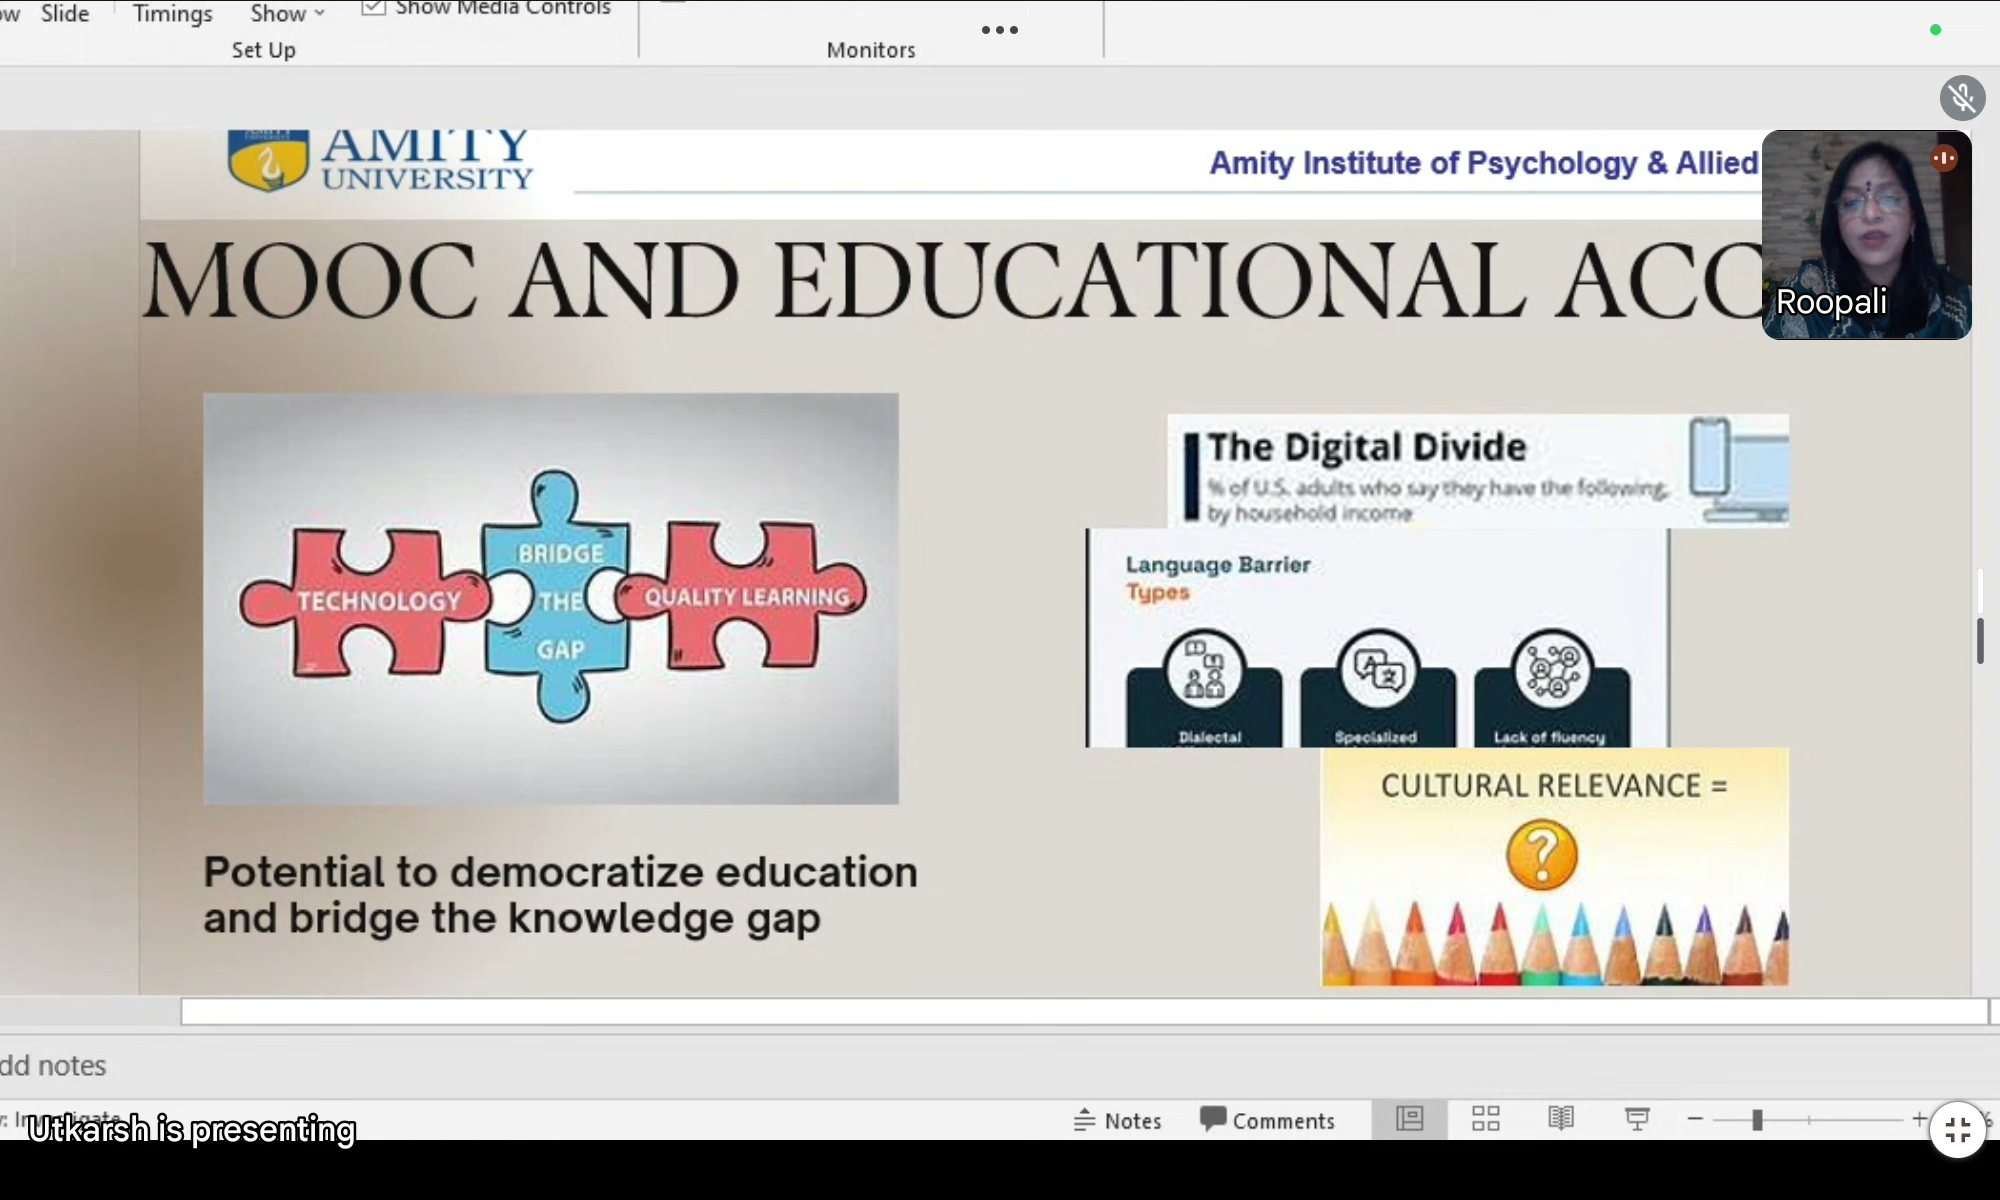 Slide
Timings
Show
Show Media Controls
Set Up
Monitors
AMITY
UNIVERSITY
Amity Institute of Psychology & Allied
MOOC AND EDUCATIONAL ACC
Roopali
TECHNOLOGY
BRIDGE
THE
GAP
QUALITY LEARNING
The Digital Divide
% of U.S. adults who say they have the following,
by household income
Language Barrier
Types
Dialectal
Specialized
Lack of fluency
CULTURAL RELEVANCE =
?
Potential to democratize education
and bridge the knowledge gap
dd notes
Utkarsh is presenting
Notes
Comments